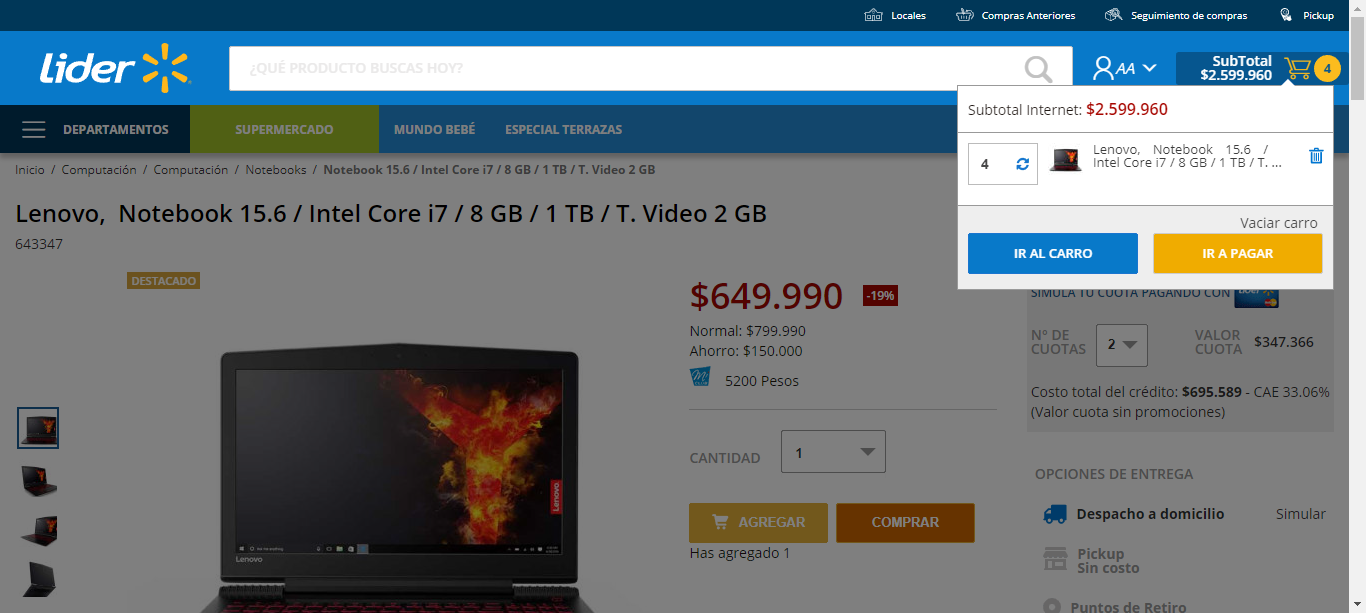 Locales
Compras Anteriores
Seguimiento de compras
Pickup
Lider
¿QUÉ PRODUCTO BUSCAS HOY?
AA
SubTotal
$2.599.960
4
DEPARTAMENTOS
SUPERMERCADO
MUNDO BEBÉ
ESPECIAL TERRAZAS
Subtotal Internet: $2.599.960
4
Lenovo, Notebook 15.6 /
Intel Core i7 / 8 GB / 1 TB / T. ...
Vaciar carro
IR AL CARRO
IR A PAGAR
Inicio / Computación / Computación / Notebooks / Notebook 15.6 / Intel Core i7 / 8 GB / 1 TB / T. Video 2 GB
Lenovo, Notebook 15.6 / Intel Core i7 / 8 GB / 1 TB / T. Video 2 GB
643347
DESTACADO
Lenovo
Lenovo
$649.990
-19%
Normal: $799.990
Ahorro: $150.000
5200 Pesos
CANTIDAD
1
AGREGAR
COMPRAR
Has agregado 1
SIMULA TU CUOTA PAGANDO CON
Nº DE
CUOTAS
2
VALOR
CUOTA
$347.366
Costo total del crédito: $695.589 - CAE 33.06%
(Valor cuota sin promociones)
OPCIONES DE ENTREGA
Despacho a domicilio
Simular
Pickup
Sin costo
Puntos de Retiro